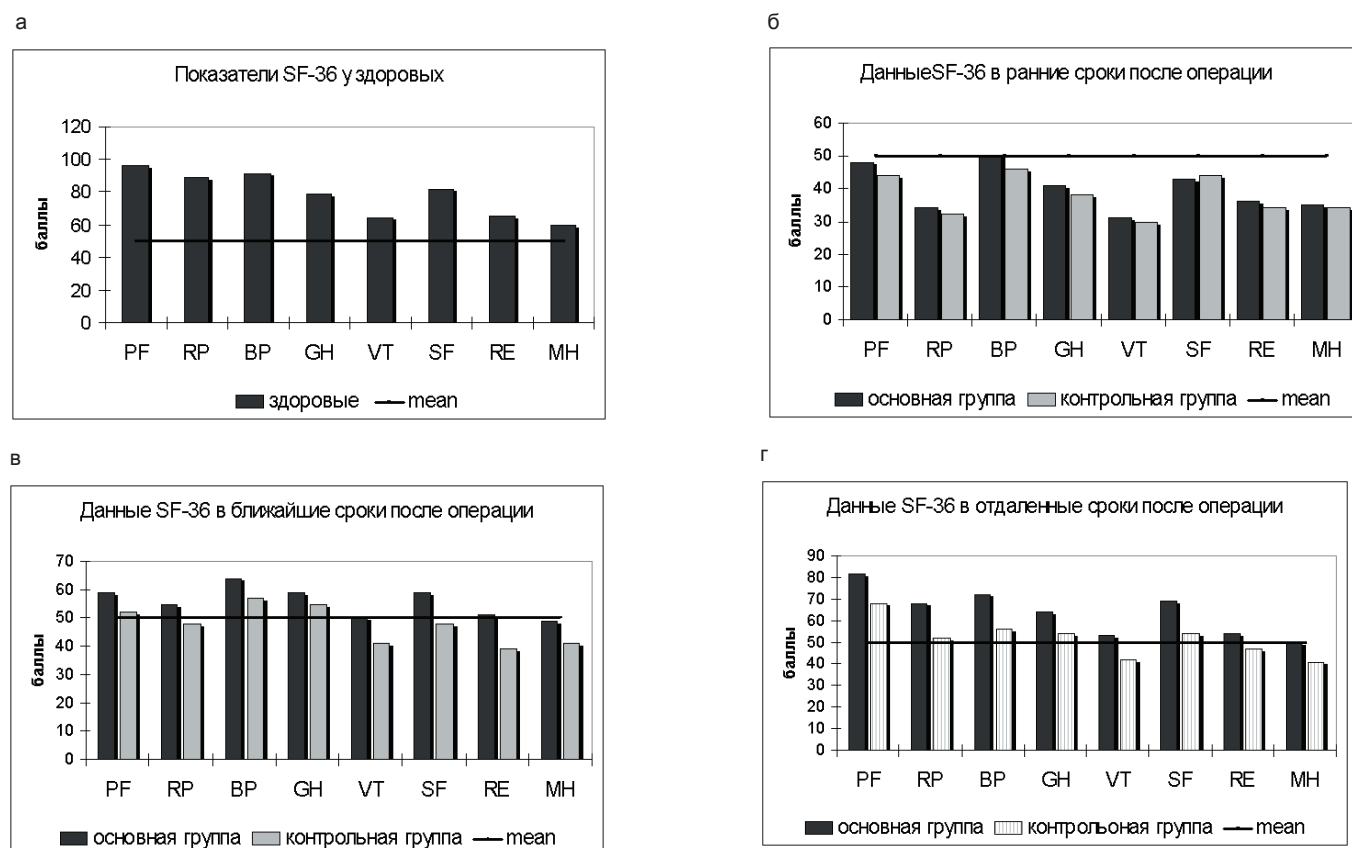 а
Показатели SF-36 у здоровых
120
100
80
60
40
20
0
баллы
PF RP BP GH VT SF RE MH
здоровые mean
б
ДанныеSF-36 в ранние сроки после операции
60
50
40
30
20
10
0
баллы
PF RP BP GH VT SF RE MH
основная группа контрольная группа mean
в
Данные SF-36 в ближайшие сроки после операции
70
60
50
40
30
20
10
0
баллы
PF RP BP GH VT SF RE MH
основная группа контрольная группа mean
г
Данные SF-36 в отдаленные сроки после операции
90
80
70
60
50
40
30
20
10
0
баллы
PF RP BP GH VT SF RE MH
основная группа контрольоная группа mean